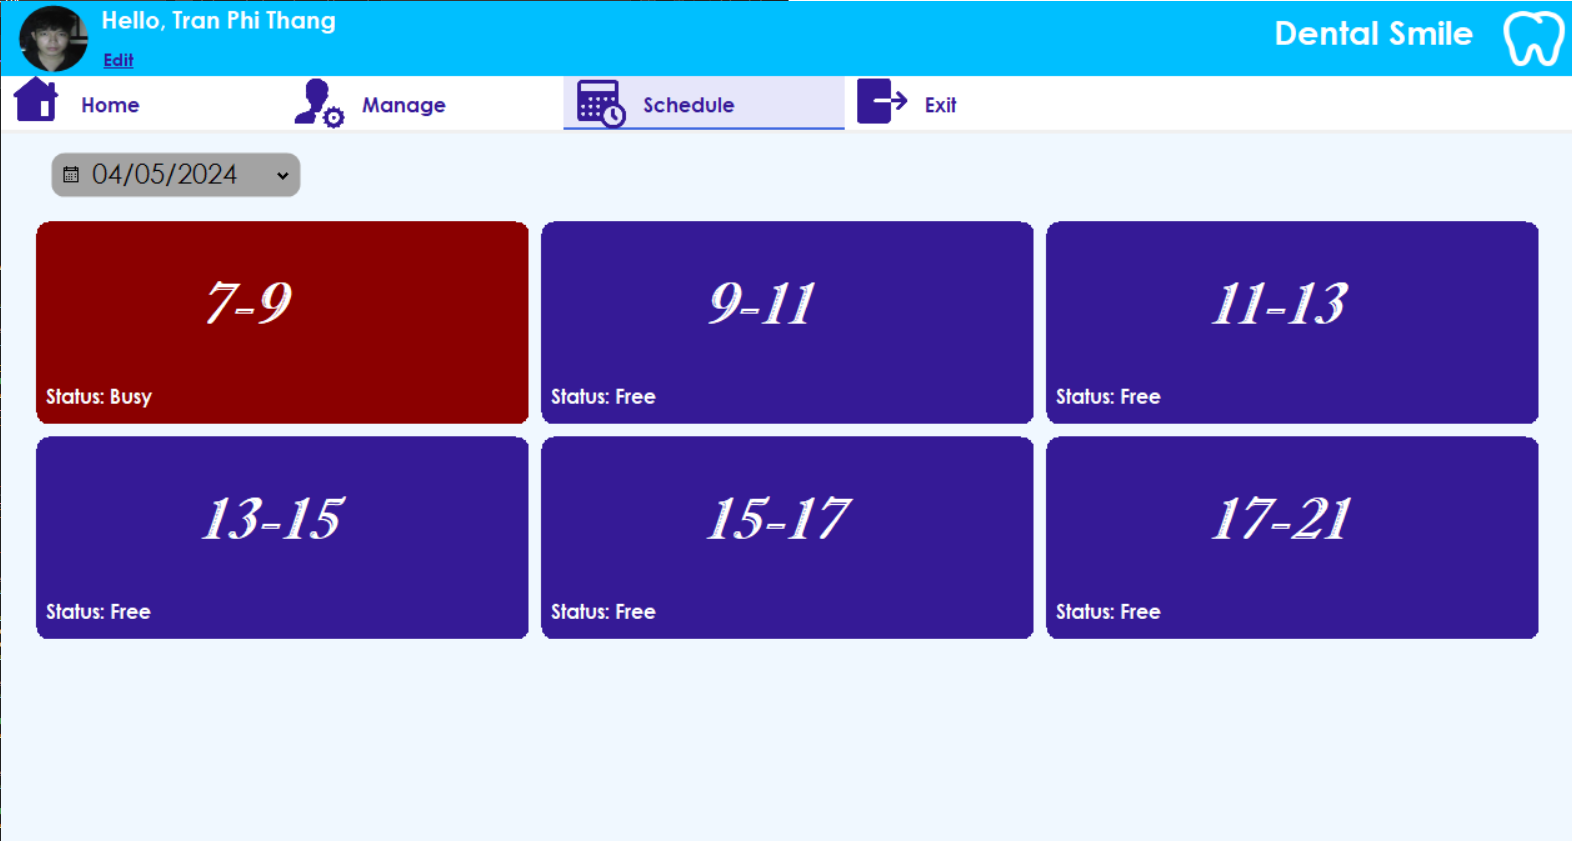 Hello, Tran Phi Thang
Edit
Dental Smile
Home
Manage
Schedule
Exit
04/05/2024
7-9
Status: Busy
9-11
Status: Free
11-13
Status: Free
13-15
Status: Free
15-17
Status: Free
17-21
Status: Free